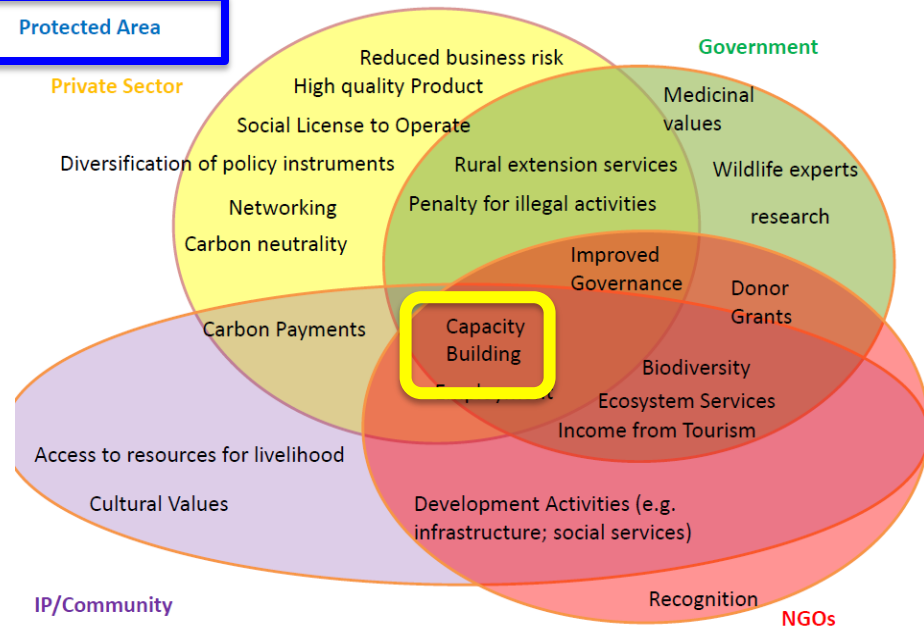 Protected Area
Government
Private Sector
Reduced business risk
High quality Product
Medicinal
values
Social License to Operate
Diversification of policy instruments
Rural extension services
Wildlife experts
Networking
Penalty for illegal activities
research
Carbon neutrality
Improved
Governance
Donor
Grants
Carbon Payments
Capacity
Building
Biodiversity
Ecosystem Services
Income from Tourism
Access to resources for livelihood
Cultural Values
Development Activities (e.g.
infrastructure; social services)
IP/Community
Recognition
NGOs